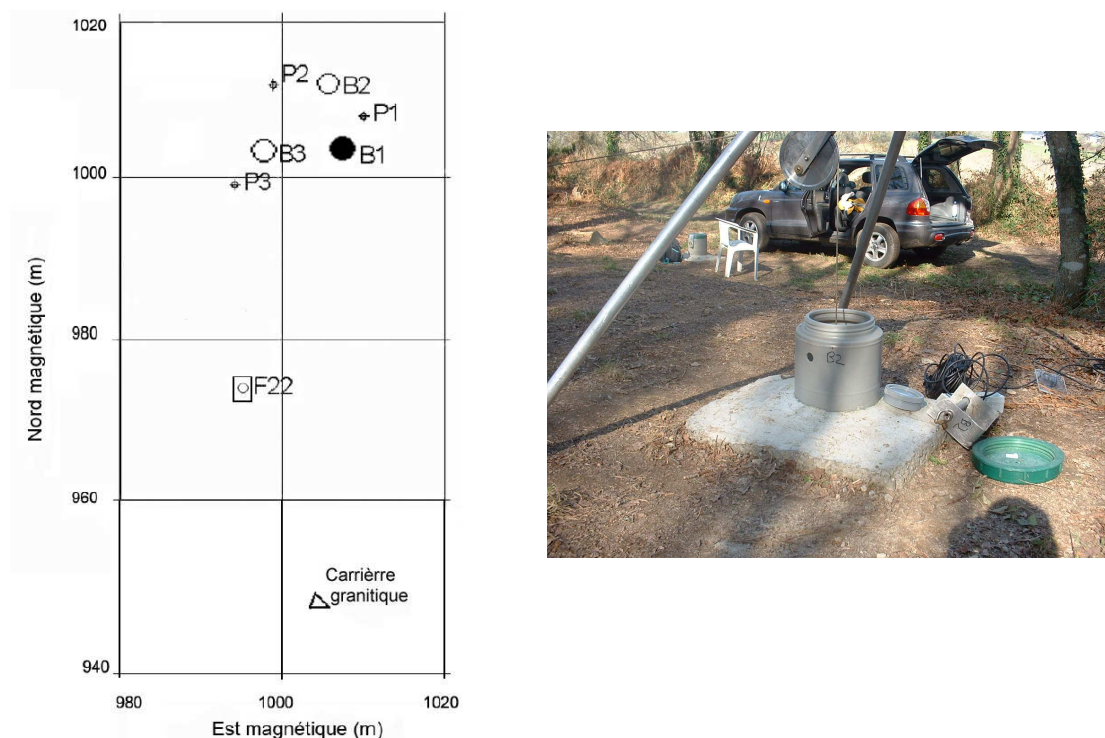 1020
P2
B2
P1
B3
B1
1000
P3
Nord magnétique (m)
980
F22
960
Carrièrre
granitique
940
980
1000
1020
Est magnétique (m)
B2